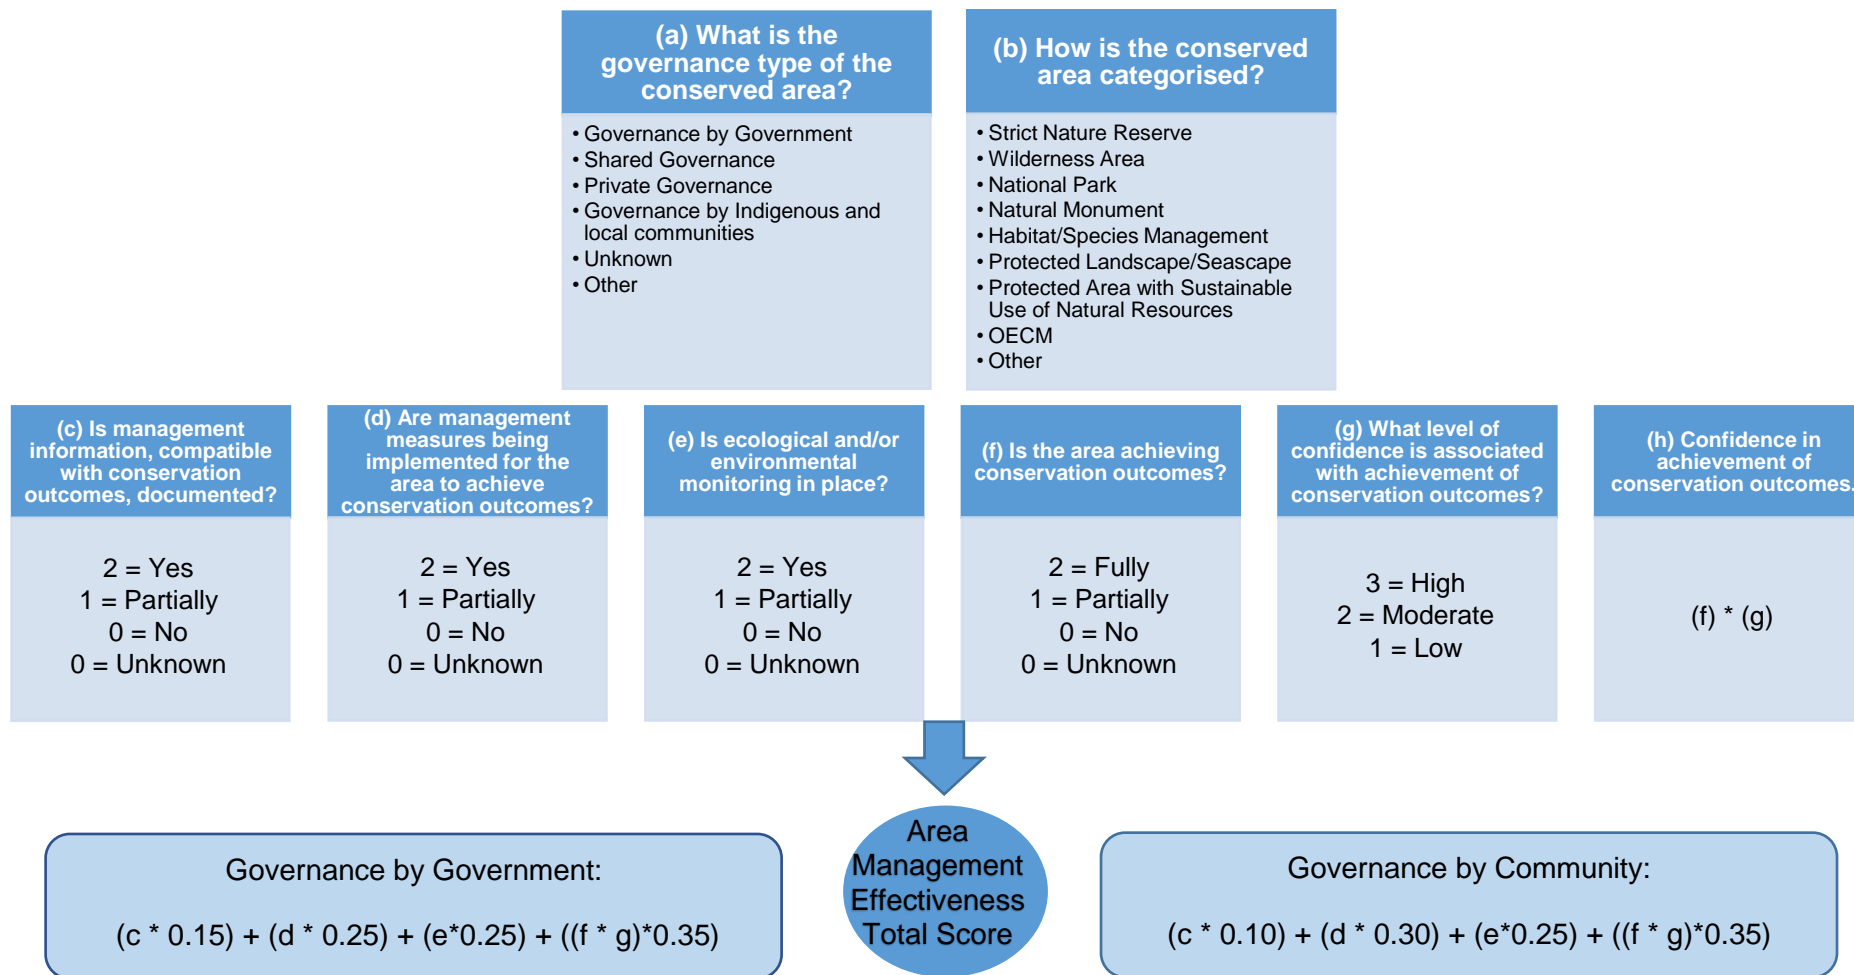 (a) What is the
governance type of the
conserved area?
• Governance by Government
• Shared Governance
• Private Governance
• Governance by Indigenous and
local communities
• Unknown
• Other
(b) How is the conserved
area categorised?
• Strict Nature Reserve
• Wilderness Area
• National Park
• Natural Monument
• Habitat/Species Management
• Protected Landscape/Seascape
• Protected Area with Sustainable
Use of Natural Resources
• OECM
• Other
(c) Is management
information, compatible
with conservation
outcomes, documented?
2 = Yes
1 = Partially
0 = No
0 = Unknown
(d) Are management
measures being
implemented for the
area to achieve
conservation outcomes?
2 = Yes
1 = Partially
0 = No
0 = Unknown
(e) Is ecological and/or
environmental
monitoring in place?
2 = Yes
1 = Partially
0 = No
0 = Unknown
(f) Is the area achieving
conservation outcomes?
2 = Fully
1 = Partially
0 = No
0 = Unknown
(g) What level of
confidence is associated
with achievement of
conservation outcomes?
3 = High
2 = Moderate
1 = Low
(h) Confidence in
achievement of
conservation outcomes.
(f) * (g)
Governance by Government:
(c * 0.15) + (d * 0.25) + (e*0.25) + ((f * g)*0.35)
Area
Management
Effectiveness
Total Score
Governance by Community:
(c * 0.10) + (d * 0.30) + (e*0.25) + ((f * g)*0.35)